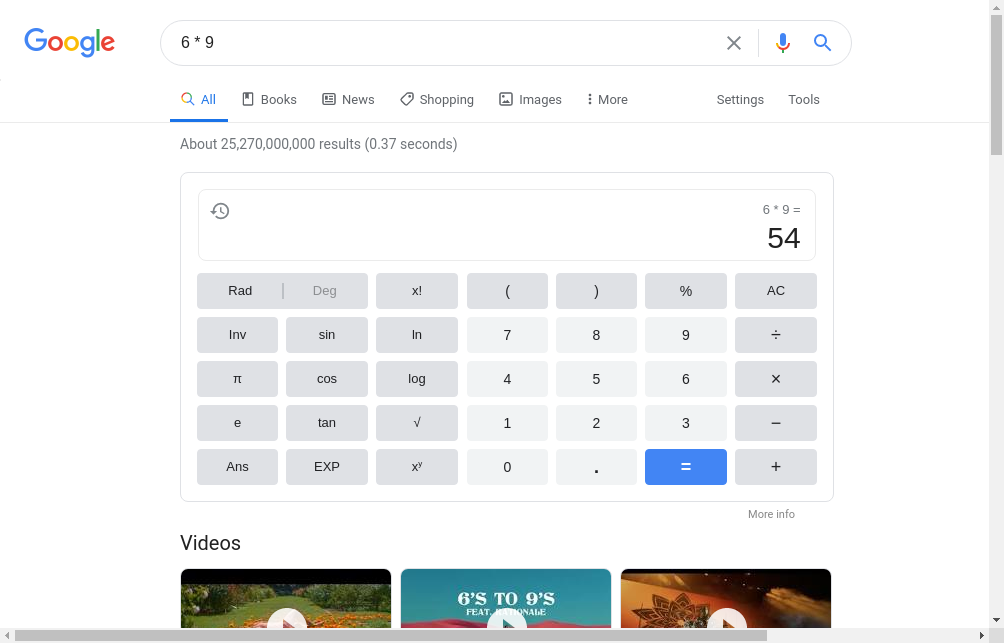 Google
6 * 9
All Books News Shopping Images More Settings Tools
About 25,270,000,000 results (0.37 seconds)
6 * 9 =
54
Rad Deg x! ( ) % AC
Inv sin ln 7 8 9 ÷
π cos log 4 5 6 ×
e tan √ 1 2 3 −
Ans EXP xʸ 0 . = +
More info
Videos
6'S TO 9'S
FEAT. RATIONALE